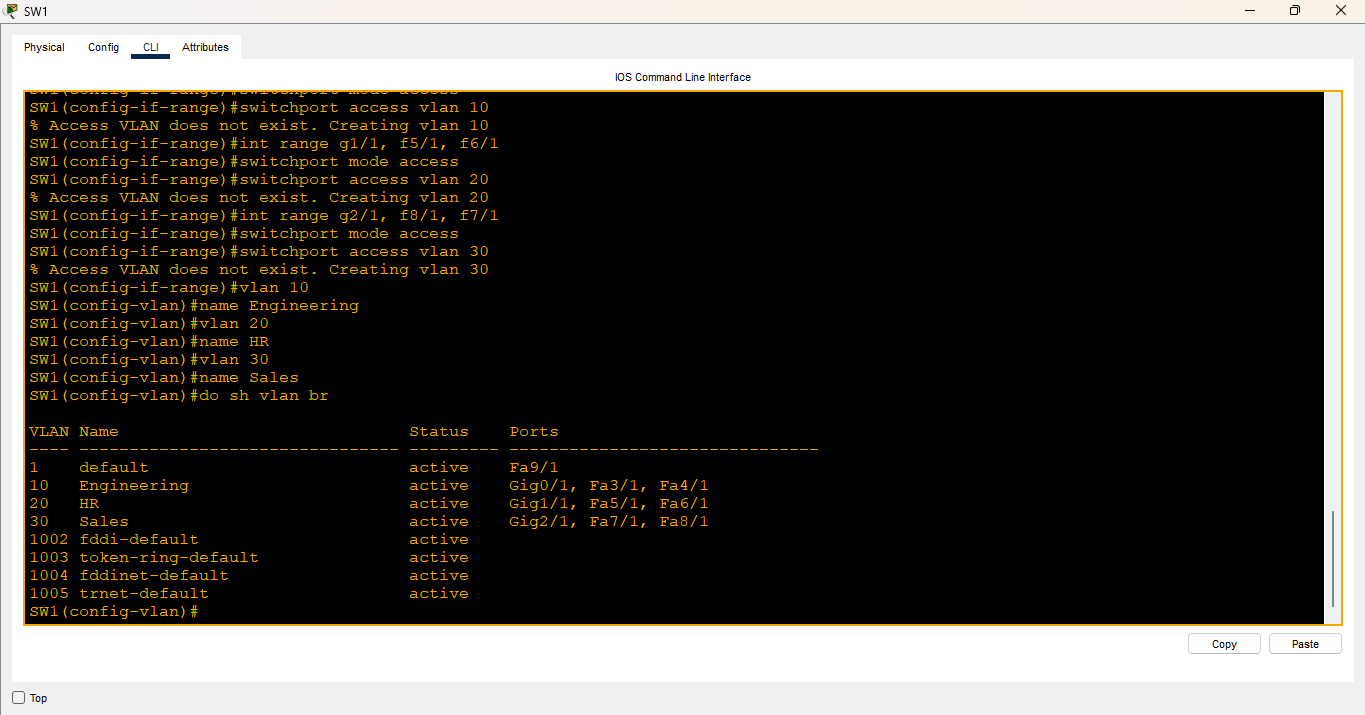 SW1
Physical Config CLI Attributes
IOS Command Line Interface
SW1(config-if-range)#switchport mode access
SW1(config-if-range)#switchport access vlan 10
% Access VLAN does not exist. Creating vlan 10
SW1(config-if-range)#int range g1/1, f5/1, f6/1
SW1(config-if-range)#switchport mode access
SW1(config-if-range)#switchport access vlan 20
% Access VLAN does not exist. Creating vlan 20
SW1(config-if-range)#int range g2/1, f8/1, f7/1
SW1(config-if-range)#switchport mode access
SW1(config-if-range)#switchport access vlan 30
% Access VLAN does not exist. Creating vlan 30
SW1(config-if-range)#vlan 10
SW1(config-vlan)#name Engineering
SW1(config-vlan)#vlan 20
SW1(config-vlan)#name HR
SW1(config-vlan)#vlan 30
SW1(config-vlan)#name Sales
SW1(config-vlan)#do sh vlan br
VLAN Name Status Ports
---- -------------------------------- --------- -------------------------------
1 default active Fa9/1
10 Engineering active Gig0/1, Fa3/1, Fa4/1
20 HR active Gig1/1, Fa5/1, Fa6/1
30 Sales active Gig2/1, Fa7/1, Fa8/1
1002 fddi-default active
1003 token-ring-default active
1004 fddinet-default active
1005 trnet-default active
SW1(config-vlan)#
Copy Paste
Top